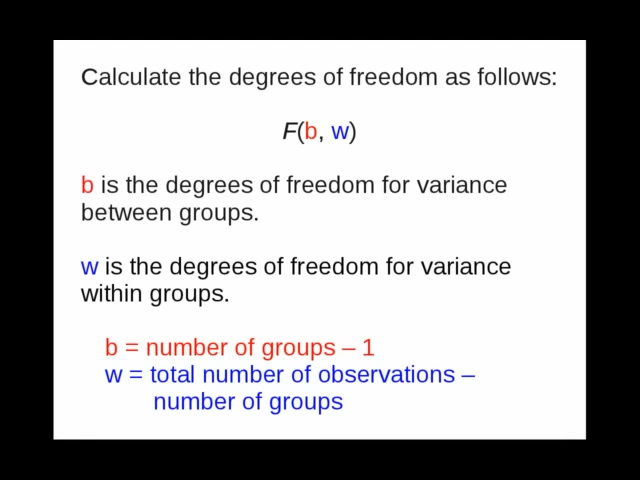 Calculate the degrees of freedom as follows:
F(b, w)
b is the degrees of freedom for variance
between groups.
w is the degrees of freedom for variance
within groups.
b = number of groups – 1
w = total number of observations –
number of groups